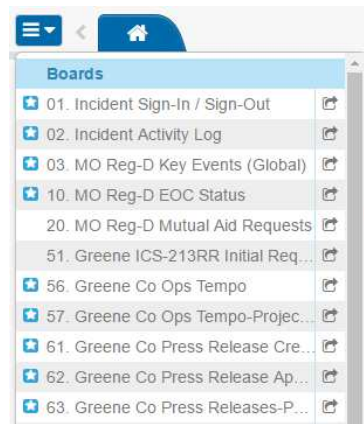 Boards
01. Incident Sign-In / Sign-Out
02. Incident Activity Log
03. MO Reg-D Key Events (Global)
10. MO Reg-D EOC Status
20. MO Reg-D Mutual Aid Requests
51. Greene ICS-213RR Initial Req...
56. Greene Co Ops Tempo
57. Greene Co Ops Tempo-Projec...
61. Greene Co Press Release Cre...
62. Greene Co Press Release Ap...
63. Greene Co Press Releases-P...